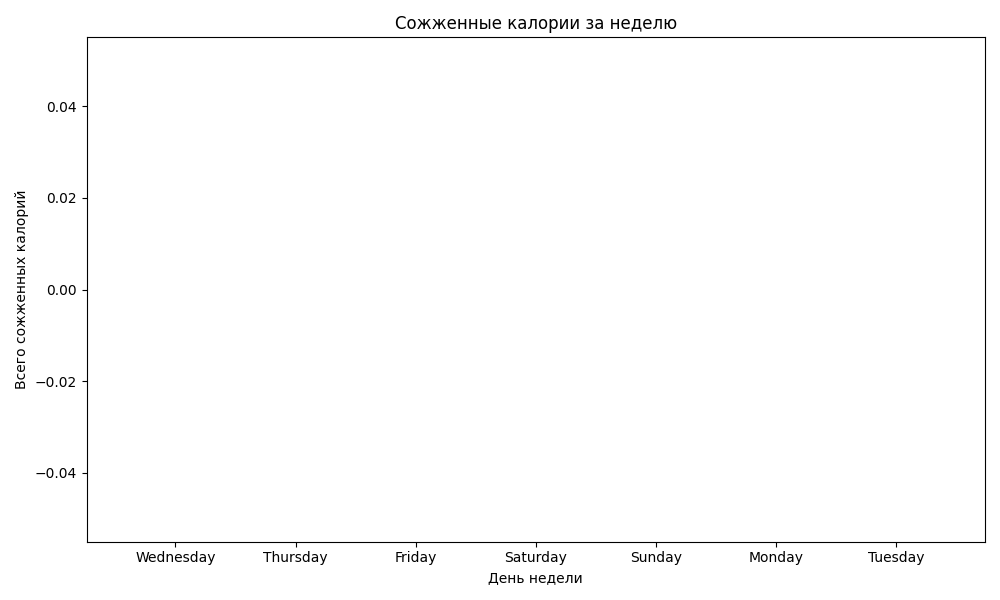 Сожженные калории за неделю
Всего сожженных калорий
0.04
0.02
0.00
−0.02
−0.04
Wednesday Thursday Friday Saturday Sunday Monday Tuesday
День недели